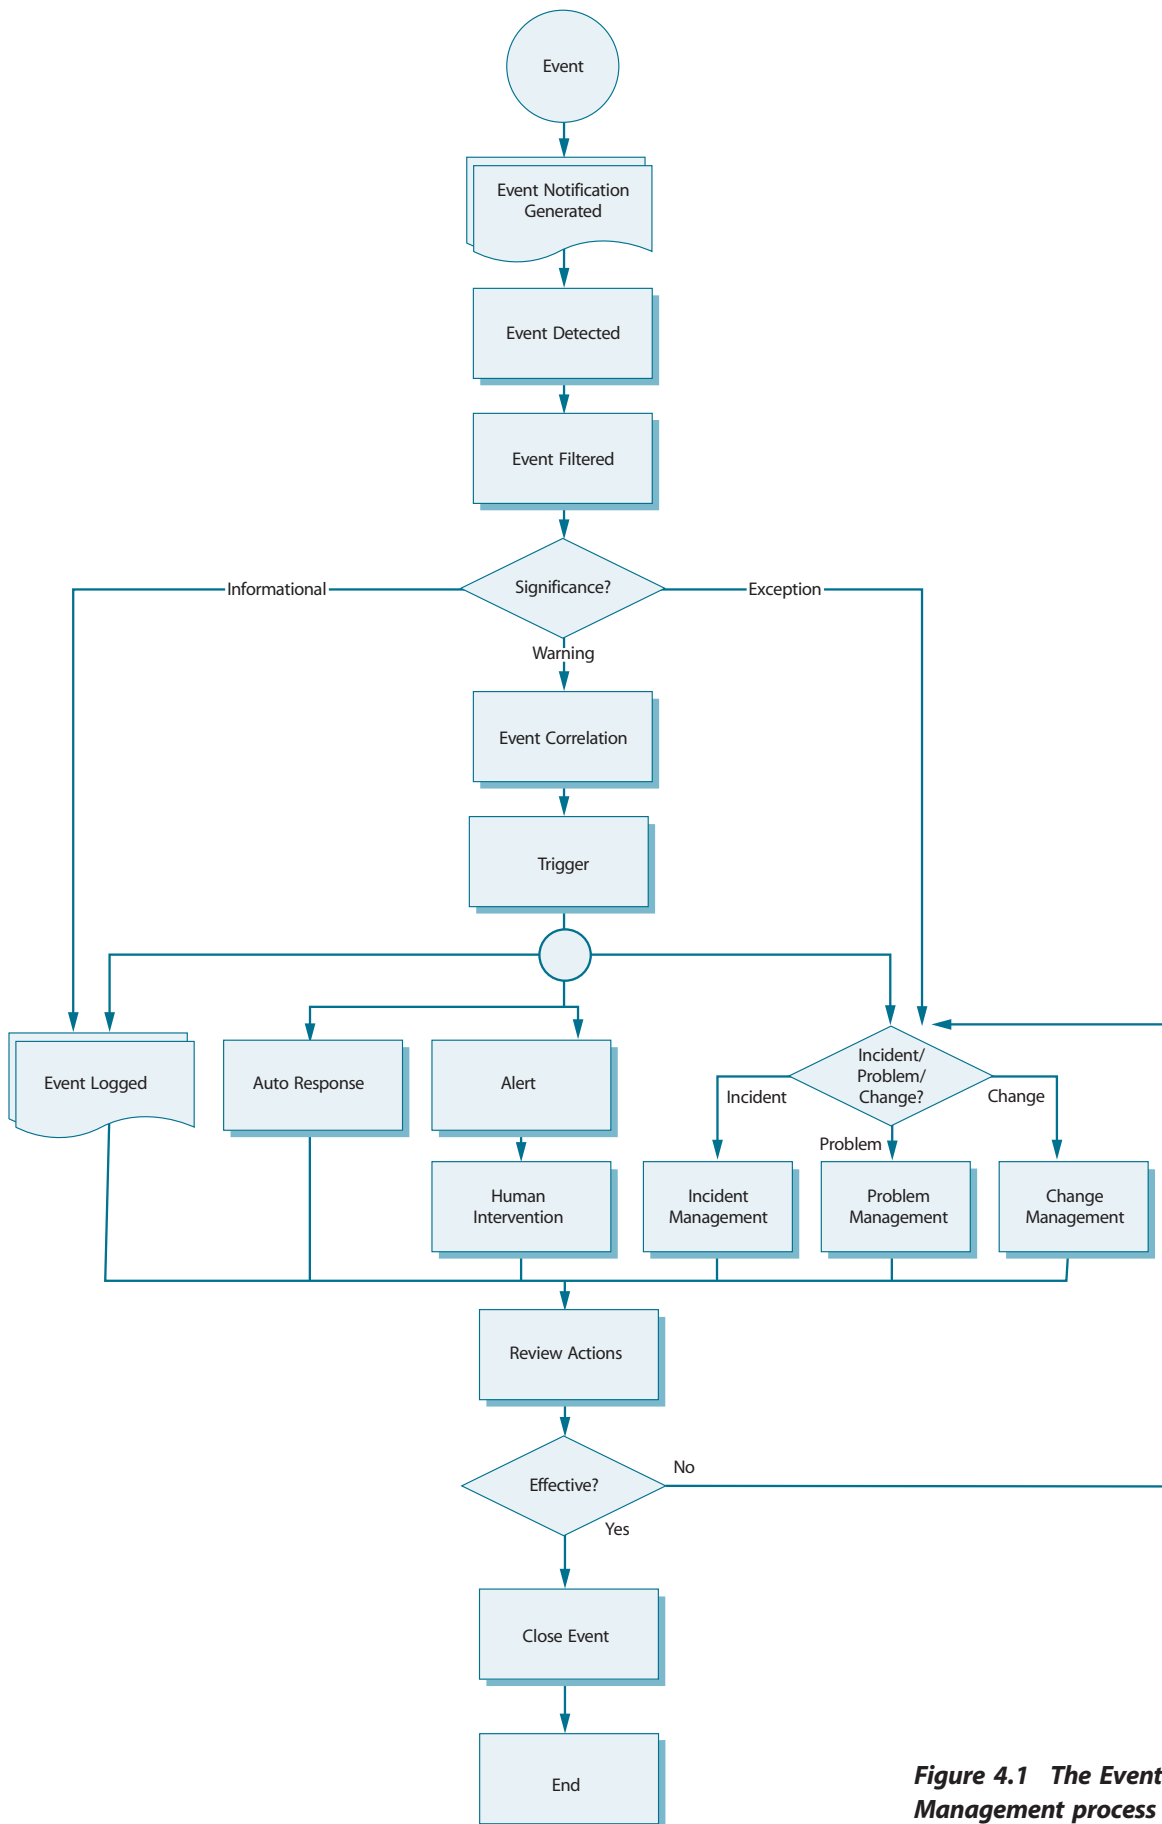 Event
Event Notification
Generated
Event Detected
Event Filtered
Significance?
Informational
Exception
Warning
Event Correlation
Trigger
Event Logged
Auto Response
Alert
Incident/
Problem/
Change?
Incident
Change
Problem
Human
Intervention
Incident
Management
Problem
Management
Change
Management
Review Actions
Effective?
No
Yes
Close Event
End
Figure 4.1 The Event
Management process